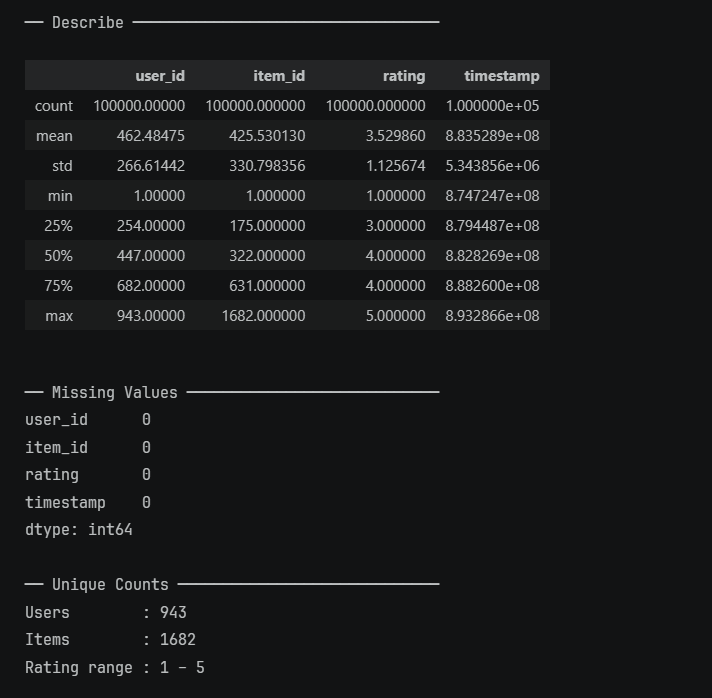 ── Describe ──────────────────────────────────
user_id item_id rating timestamp
count 100000.00000 100000.000000 100000.000000 1.000000e+05
mean 462.48475 425.530130 3.529860 8.835289e+08
std 266.61442 330.798356 1.125674 5.343856e+06
min 1.00000 1.000000 1.000000 8.747247e+08
25% 254.00000 175.000000 3.000000 8.794487e+08
50% 447.00000 322.000000 4.000000 8.828269e+08
75% 682.00000 631.000000 4.000000 8.882600e+08
max 943.00000 1682.000000 5.000000 8.932866e+08
── Missing Values ────────────────────────────
user_id      0
item_id      0
rating       0
timestamp    0
dtype: int64
── Unique Counts ─────────────────────────────
Users        : 943
Items        : 1682
Rating range : 1 – 5